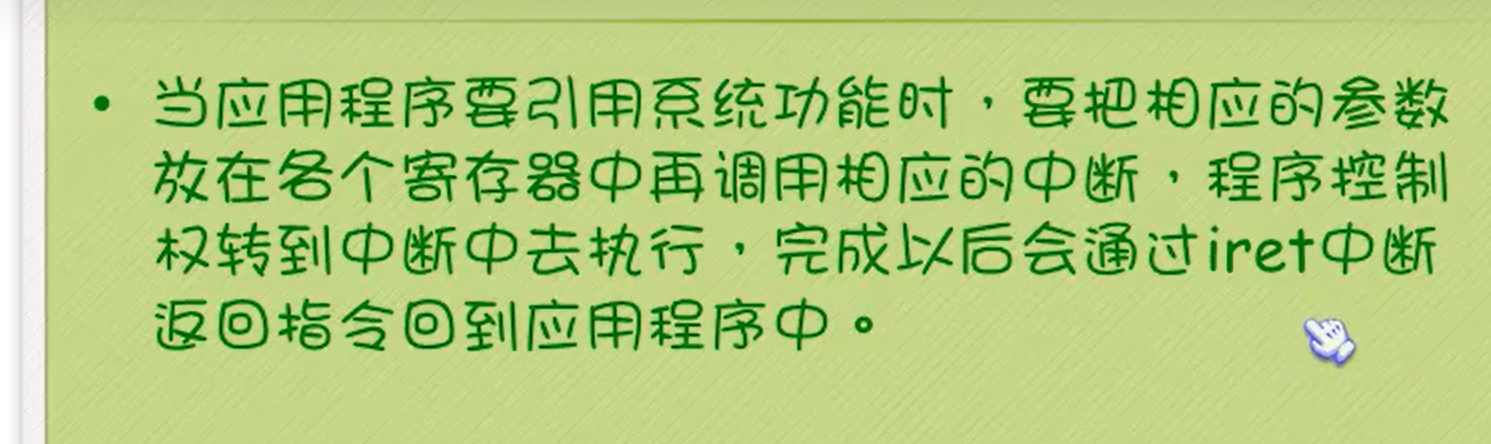 • 当应用程序要引用系统功能时，要把相应的参数
放在各个寄存器中再调用相应的中断，程序控制
权转到中断中去执行，完成以后会通过iret中断
返回指令回到应用程序中。